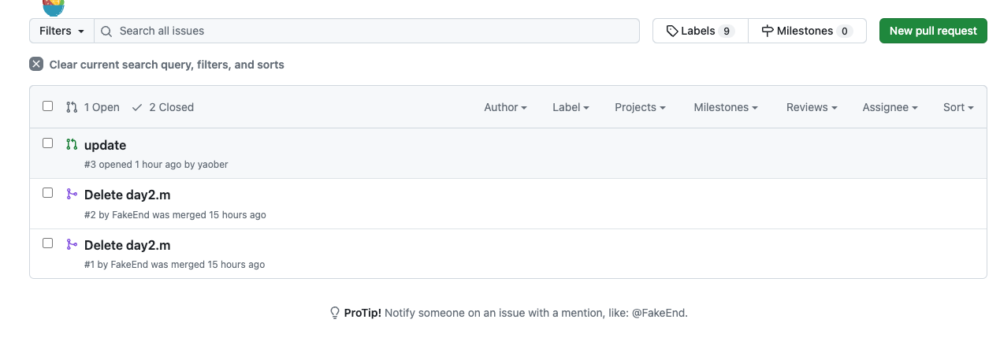 Filters Search all issues Labels 9 Milestones 0 New pull request
Clear current search query, filters, and sorts
1 Open 2 Closed Author Label Projects Milestones Reviews Assignee Sort
update
#3 opened 1 hour ago by yaober
Delete day2.m
#2 by FakeEnd was merged 15 hours ago
Delete day2.m
#1 by FakeEnd was merged 15 hours ago
ProTip! Notify someone on an issue with a mention, like: @FakeEnd.